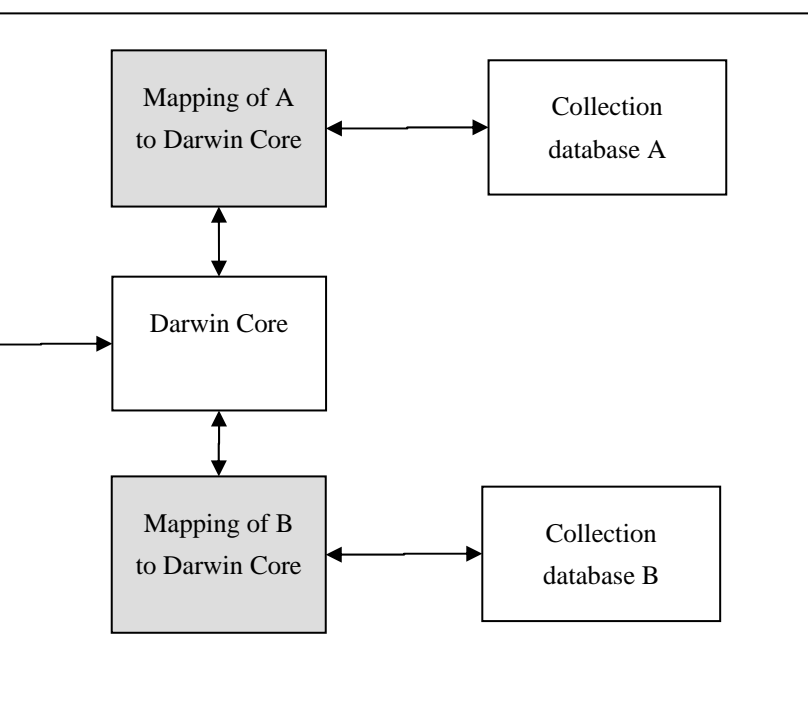 Mapping of A
to Darwin Core
Collection
database A
Darwin Core
Mapping of B
to Darwin Core
Collection
database B